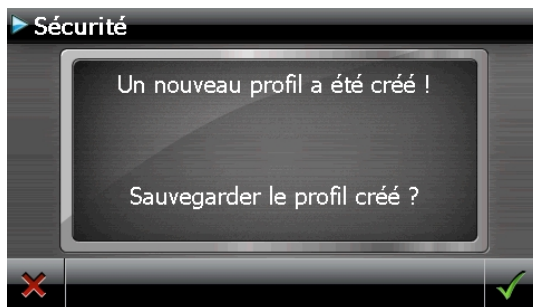 Sécurité
Un nouveau profil a été créé !
Sauvegarder le profil créé ?